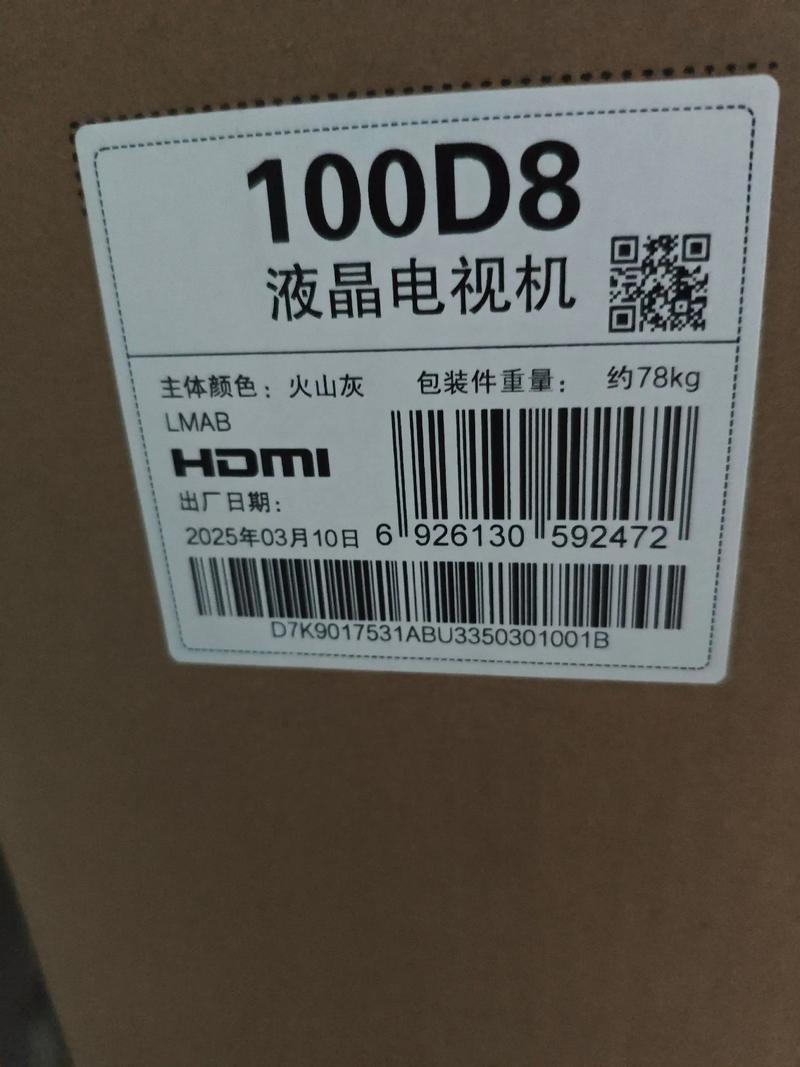 100D8
液晶电视机
主体颜色：火山灰 包装件重量： 约78kg
LMAB
HDMI
出厂日期：
2025年03月10日
6 926130 592472
D7K9017531ABU3350301001B